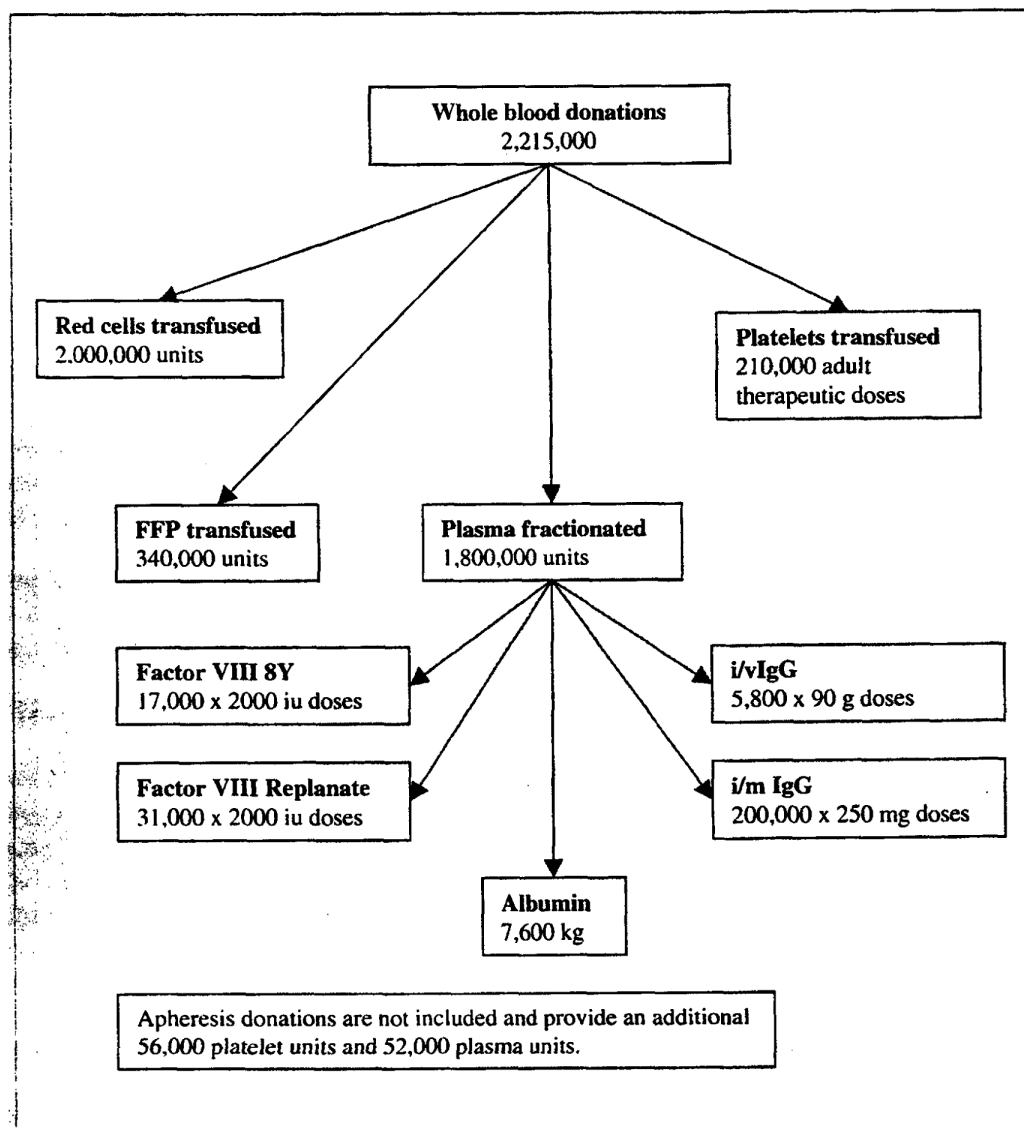 Whole blood donations
2,215,000
Red cells transfused
2,000,000 units
Platelets transfused
210,000 adult
therapeutic doses
FFP transfused
340,000 units
Plasma fractionated
1,800,000 units
Factor VIII 8Y
17,000 x 2000 iu doses
i/vIgG
5,800 x 90 g doses
Factor VIII Replanate
31,000 x 2000 iu doses
i/m IgG
200,000 x 250 mg doses
Albumin
7,600 kg
Apheresis donations are not included and provide an additional
56,000 platelet units and 52,000 plasma units.